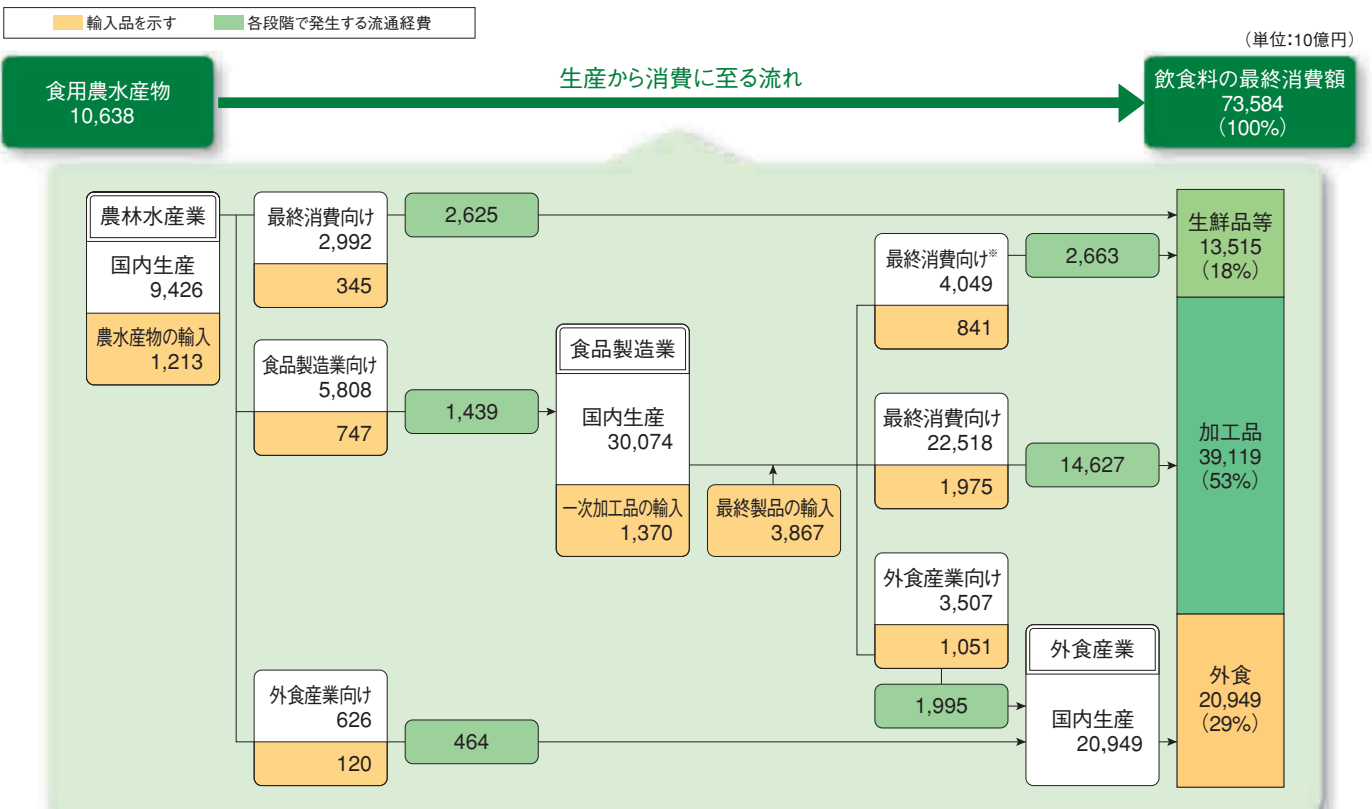 輸入品を示す
各段階で発生する流通経費
（単位:10億円）
食用農水産物
10,638
生産から消費に至る流れ
飲食料の最終消費額
73,584
（100%）
農林水産業
国内生産
9,426
農水産物の輸入
1,213
最終消費向け
2,992
345
2,625
食品製造業向け
5,808
747
1,439
外食産業向け
626
120
464
食品製造業
国内生産
30,074
一次加工品の輸入
1,370
最終製品の輸入
3,867
最終消費向け※
4,049
841
2,663
最終消費向け
22,518
1,975
14,627
外食産業向け
3,507
1,051
1,995
外食産業
国内生産
20,949
生鮮品等
13,515
（18%）
加工品
39,119
（53%）
外食
20,949
（29%）